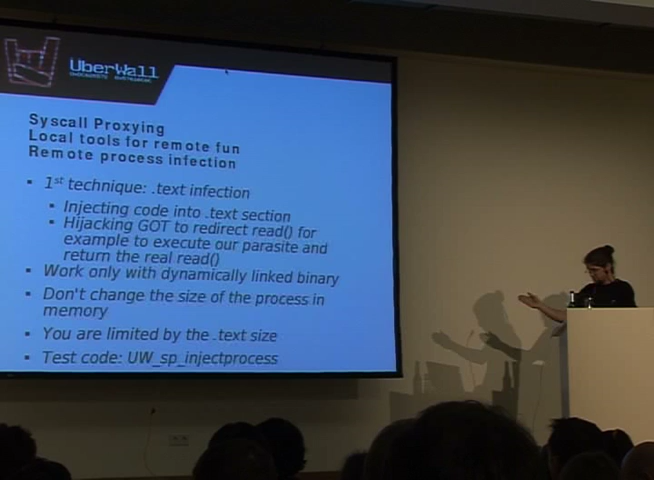 UberWall
Syscall Proxying
Local tools for remote fun
Remote process infection
▪ 1st technique: .text infection
▪ Injecting code into .text section
▪ Hijacking GOT to redirect read() for
example to execute our parasite and
return the real read()
▪ Work only with dynamically linked binary
▪ Don't change the size of the process in
memory
▪ You are limited by the .text size
▪ Test code: UW_sp_injectprocess